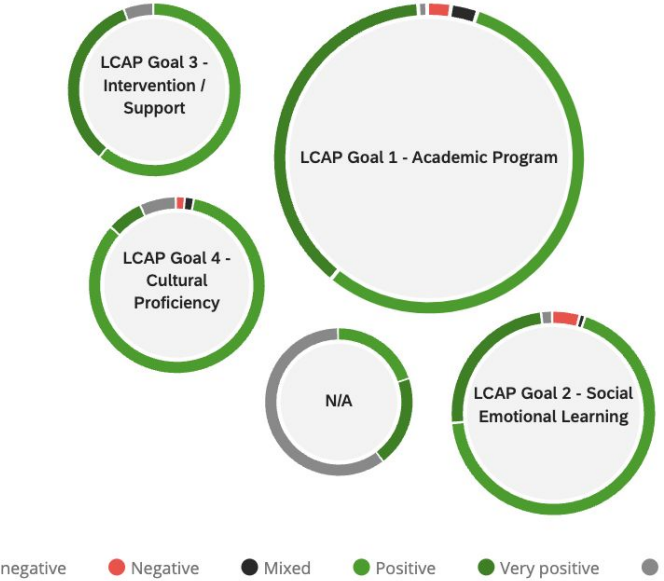 LCAP Goal 3 -
Intervention /
Support
LCAP Goal 1 - Academic Program
LCAP Goal 4 -
Cultural
Proficiency
LCAP Goal 2 - Social
Emotional Learning
N/A
negative Negative Mixed Positive Very positive